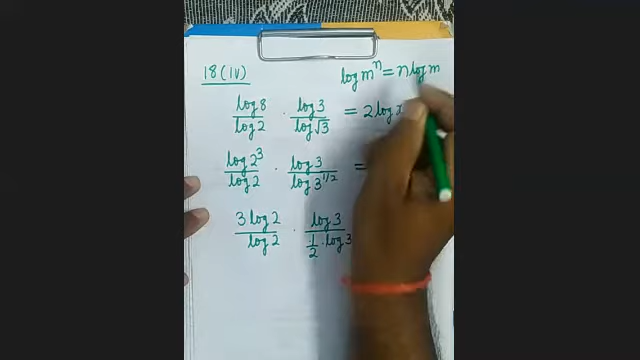 18(iv)
log m^n = n log m
log 8 / log 2 · log 3 / log √3 = 2 log x
log 2^3 / log 2 · log 3 / log 3^1/2 =
3 log 2 / log 2 · log 3 / 1/2 · log 3